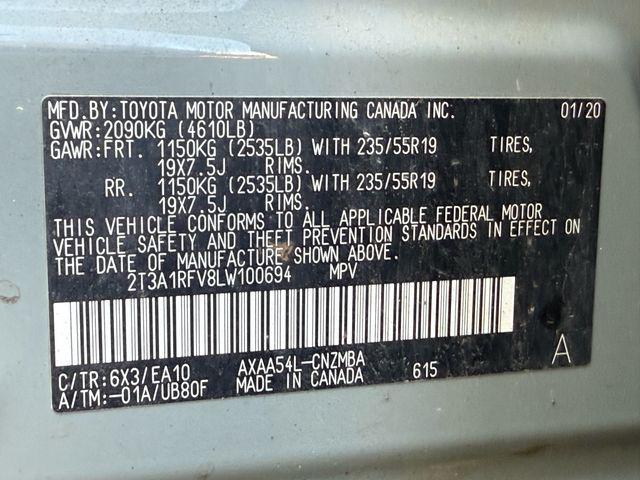 MFD.BY:TOYOTA MOTOR MANUFACTURING CANADA INC. 01/20
GVWR:2090KG (4610LB)
GAWR:FRT. 1150KG (2535LB) WITH 235/55R19 TIRES,
19X7.5J RIMS.
RR. 1150KG (2535LB) WITH 235/55R19 TIRES,
19X7.5J RIMS.
THIS VEHICLE CONFORMS TO ALL APPLICABLE FEDERAL MOTOR
VEHICLE SAFETY AND THEFT PREVENTION STANDARDS IN EFFECT ON
THE DATE OF MANUFACTURE SHOWN ABOVE.
2T3A1RFV8LW100694 MPV
C/TR:6X3/EA10 AXAA54L-CNZMBA A
A/TM:-01A/UB80F MADE IN CANADA 615